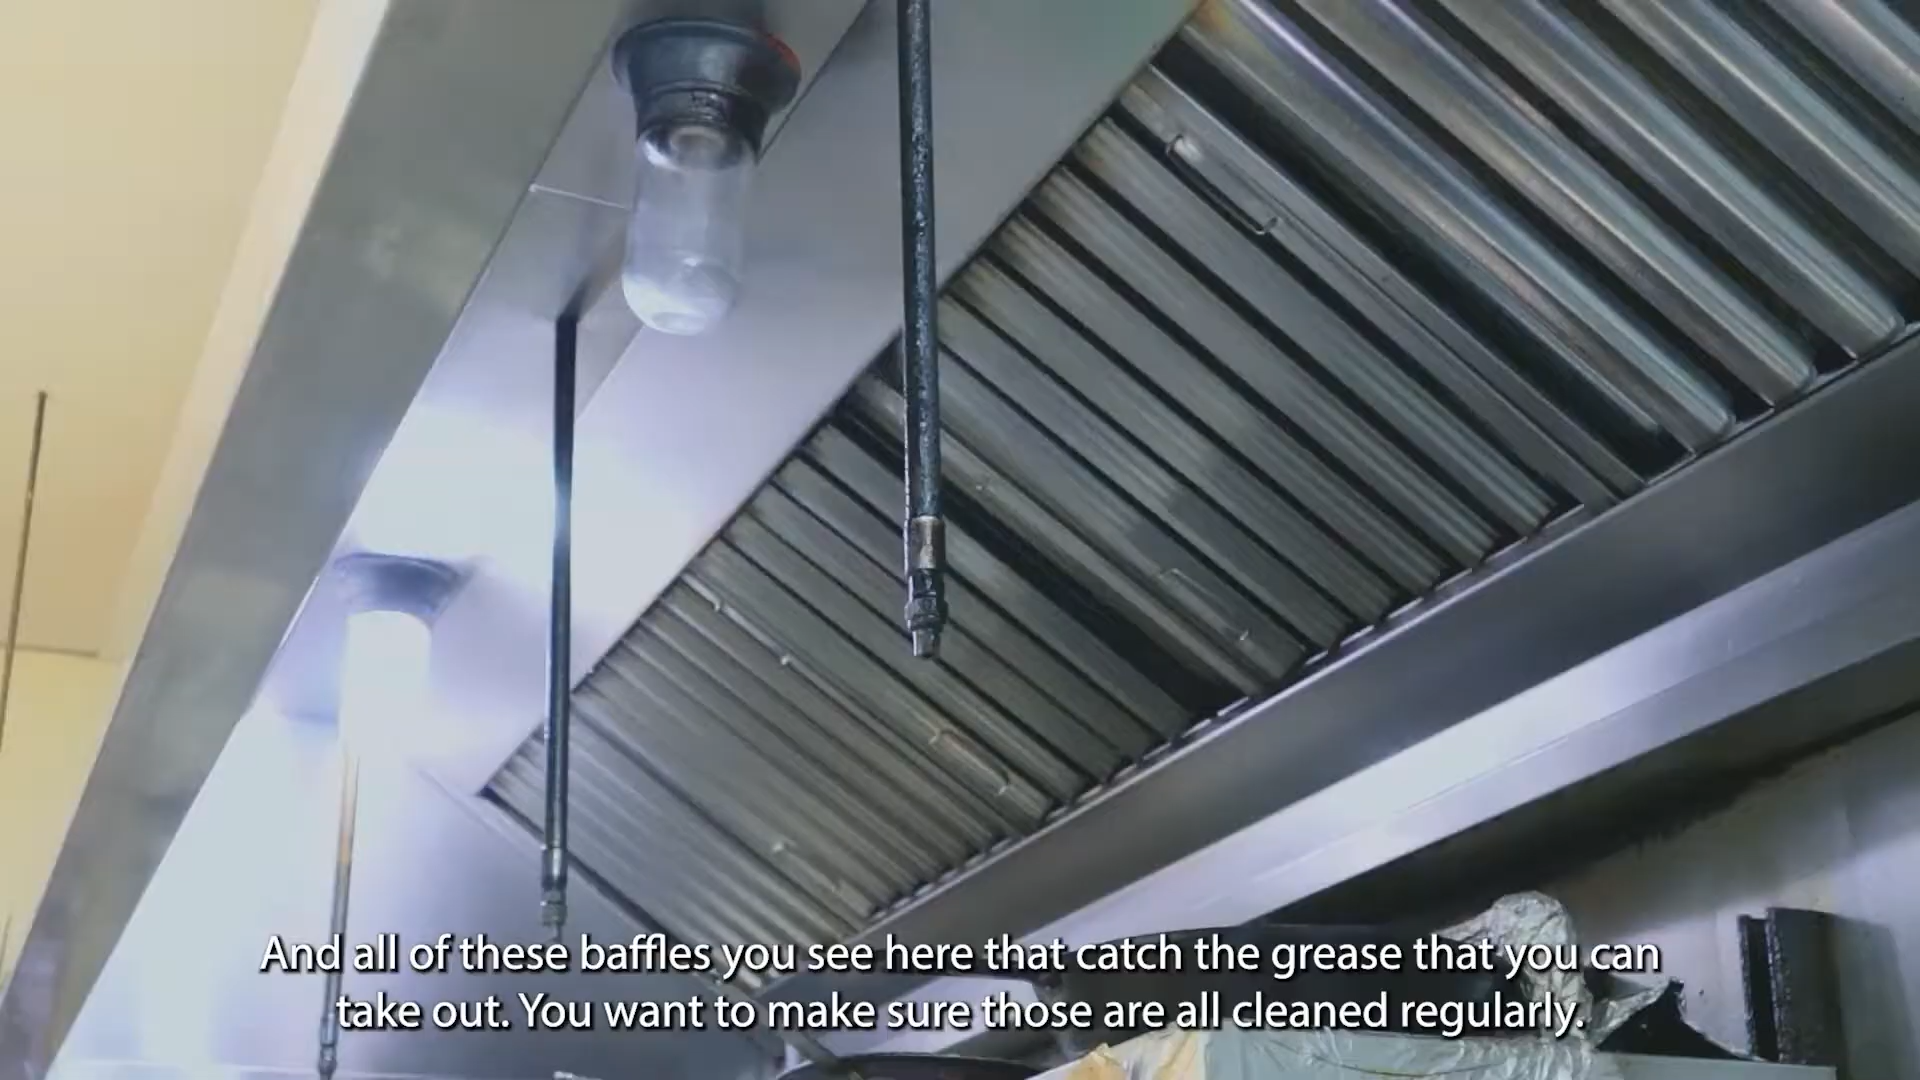 And all of these baffles you see here that catch the grease that you can
take out. You want to make sure those are all cleaned regularly.